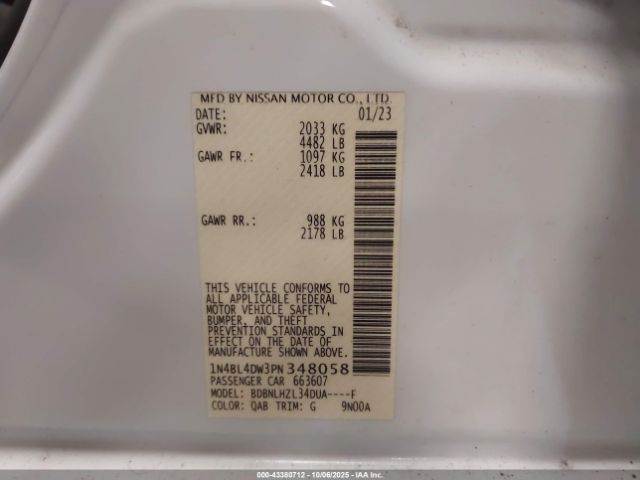 MFD BY NISSAN MOTOR CO., LTD.
DATE: 01/23
GVWR: 2033 KG
4482 LB
GAWR FR.: 1097 KG
2418 LB
GAWR RR.: 988 KG
2178 LB
THIS VEHICLE CONFORMS TO
ALL APPLICABLE FEDERAL
MOTOR VEHICLE SAFETY,
BUMPER, AND THEFT
PREVENTION STANDARDS IN
EFFECT ON THE DATE OF
MANUFACTURE SHOWN ABOVE.
1N4BL4DW3PN348058
PASSENGER CAR 663607
MODEL: BDBNLHZL34DUA----F
COLOR: QAB TRIM: G 9N00A
000-43380712 - 10/06/2025 - IAA Inc.